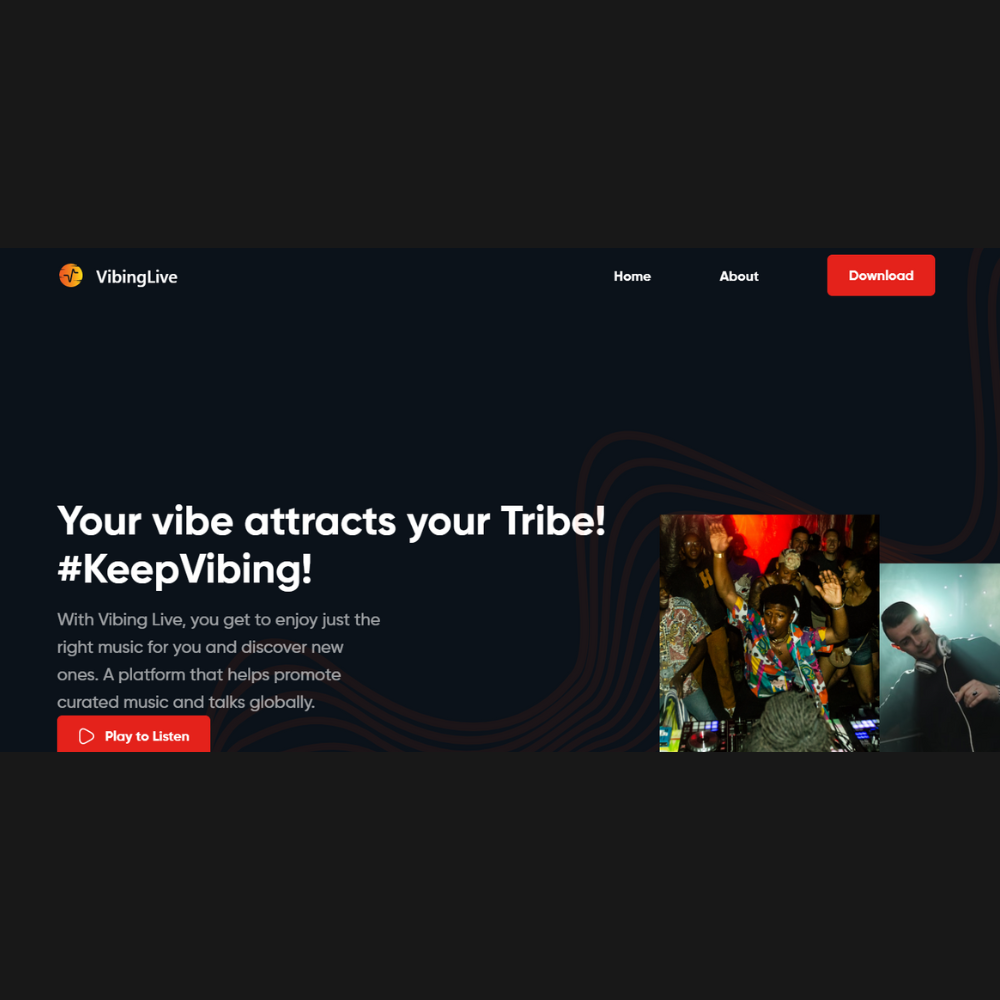 VibingLive
Home
About
Download
Your vibe attracts your Tribe!
#KeepVibing!
With Vibing Live, you get to enjoy just the
right music for you and discover new
ones. A platform that helps promote
curated music and talks globally.
Play to Listen